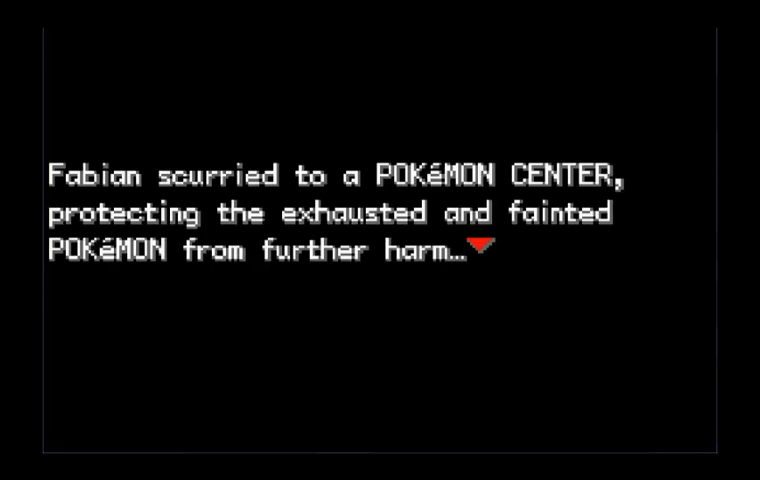 Fabian scurried to a POKéMON CENTER,
protecting the exhausted and fainted
POKéMON from further harm…